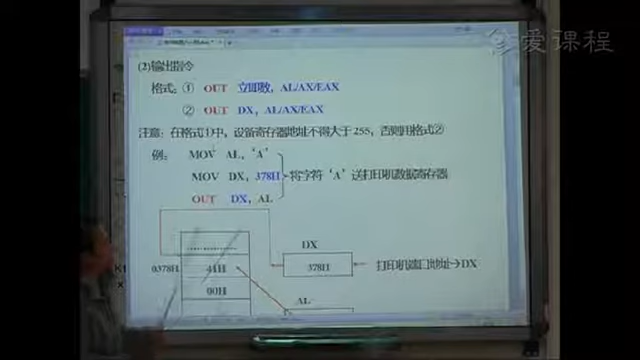 爱课程
(2)输出指令
格式：① OUT 立即数，AL/AX/EAX
② OUT DX，AL/AX/EAX
注意：在格式①中，设备寄存器地址不得大于255，否则用格式②
例： MOV AL，‘A’
MOV DX，378H 将字符‘A’送打印机数据寄存器
OUT DX，AL
DX
0378H 41H 378H 打印机端口地址→DX
00H
AL